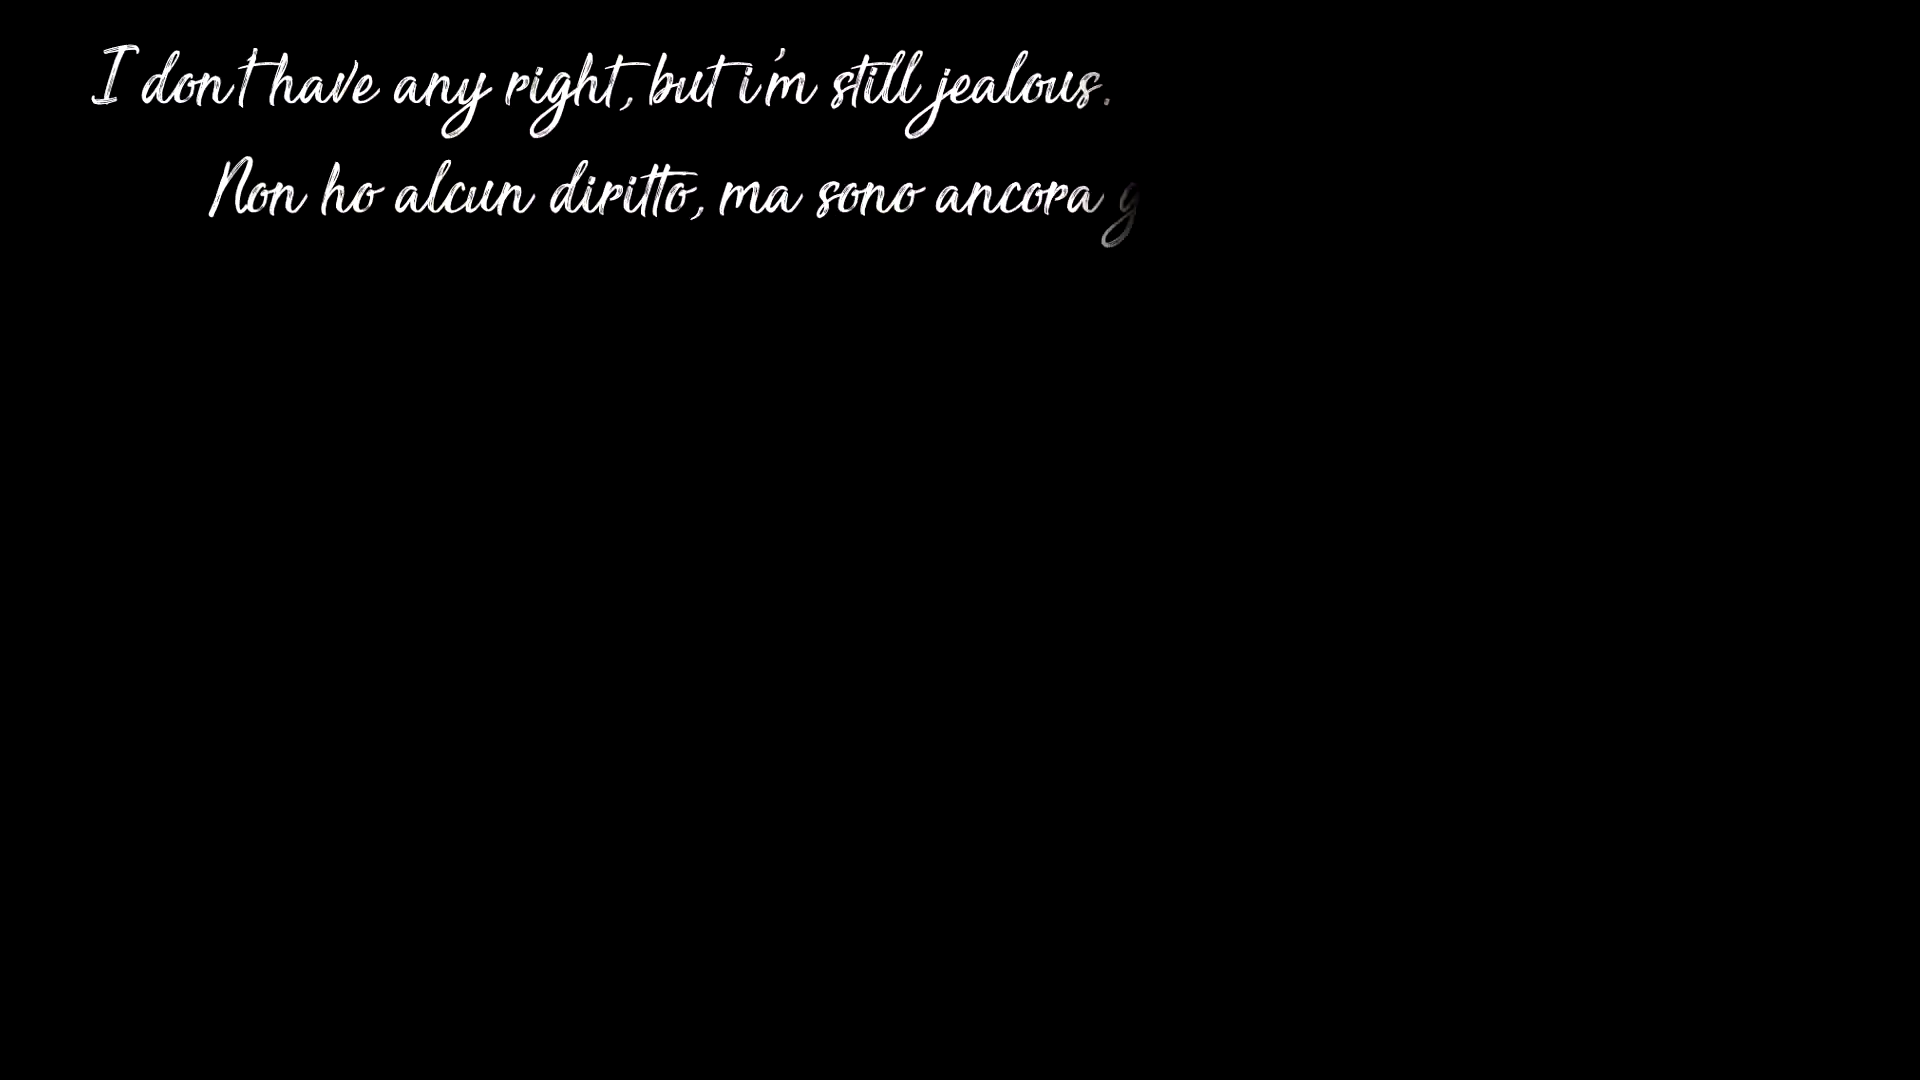 I don't have any right, but i'm still jealous.
Non ho alcun diritto, ma sono ancora g